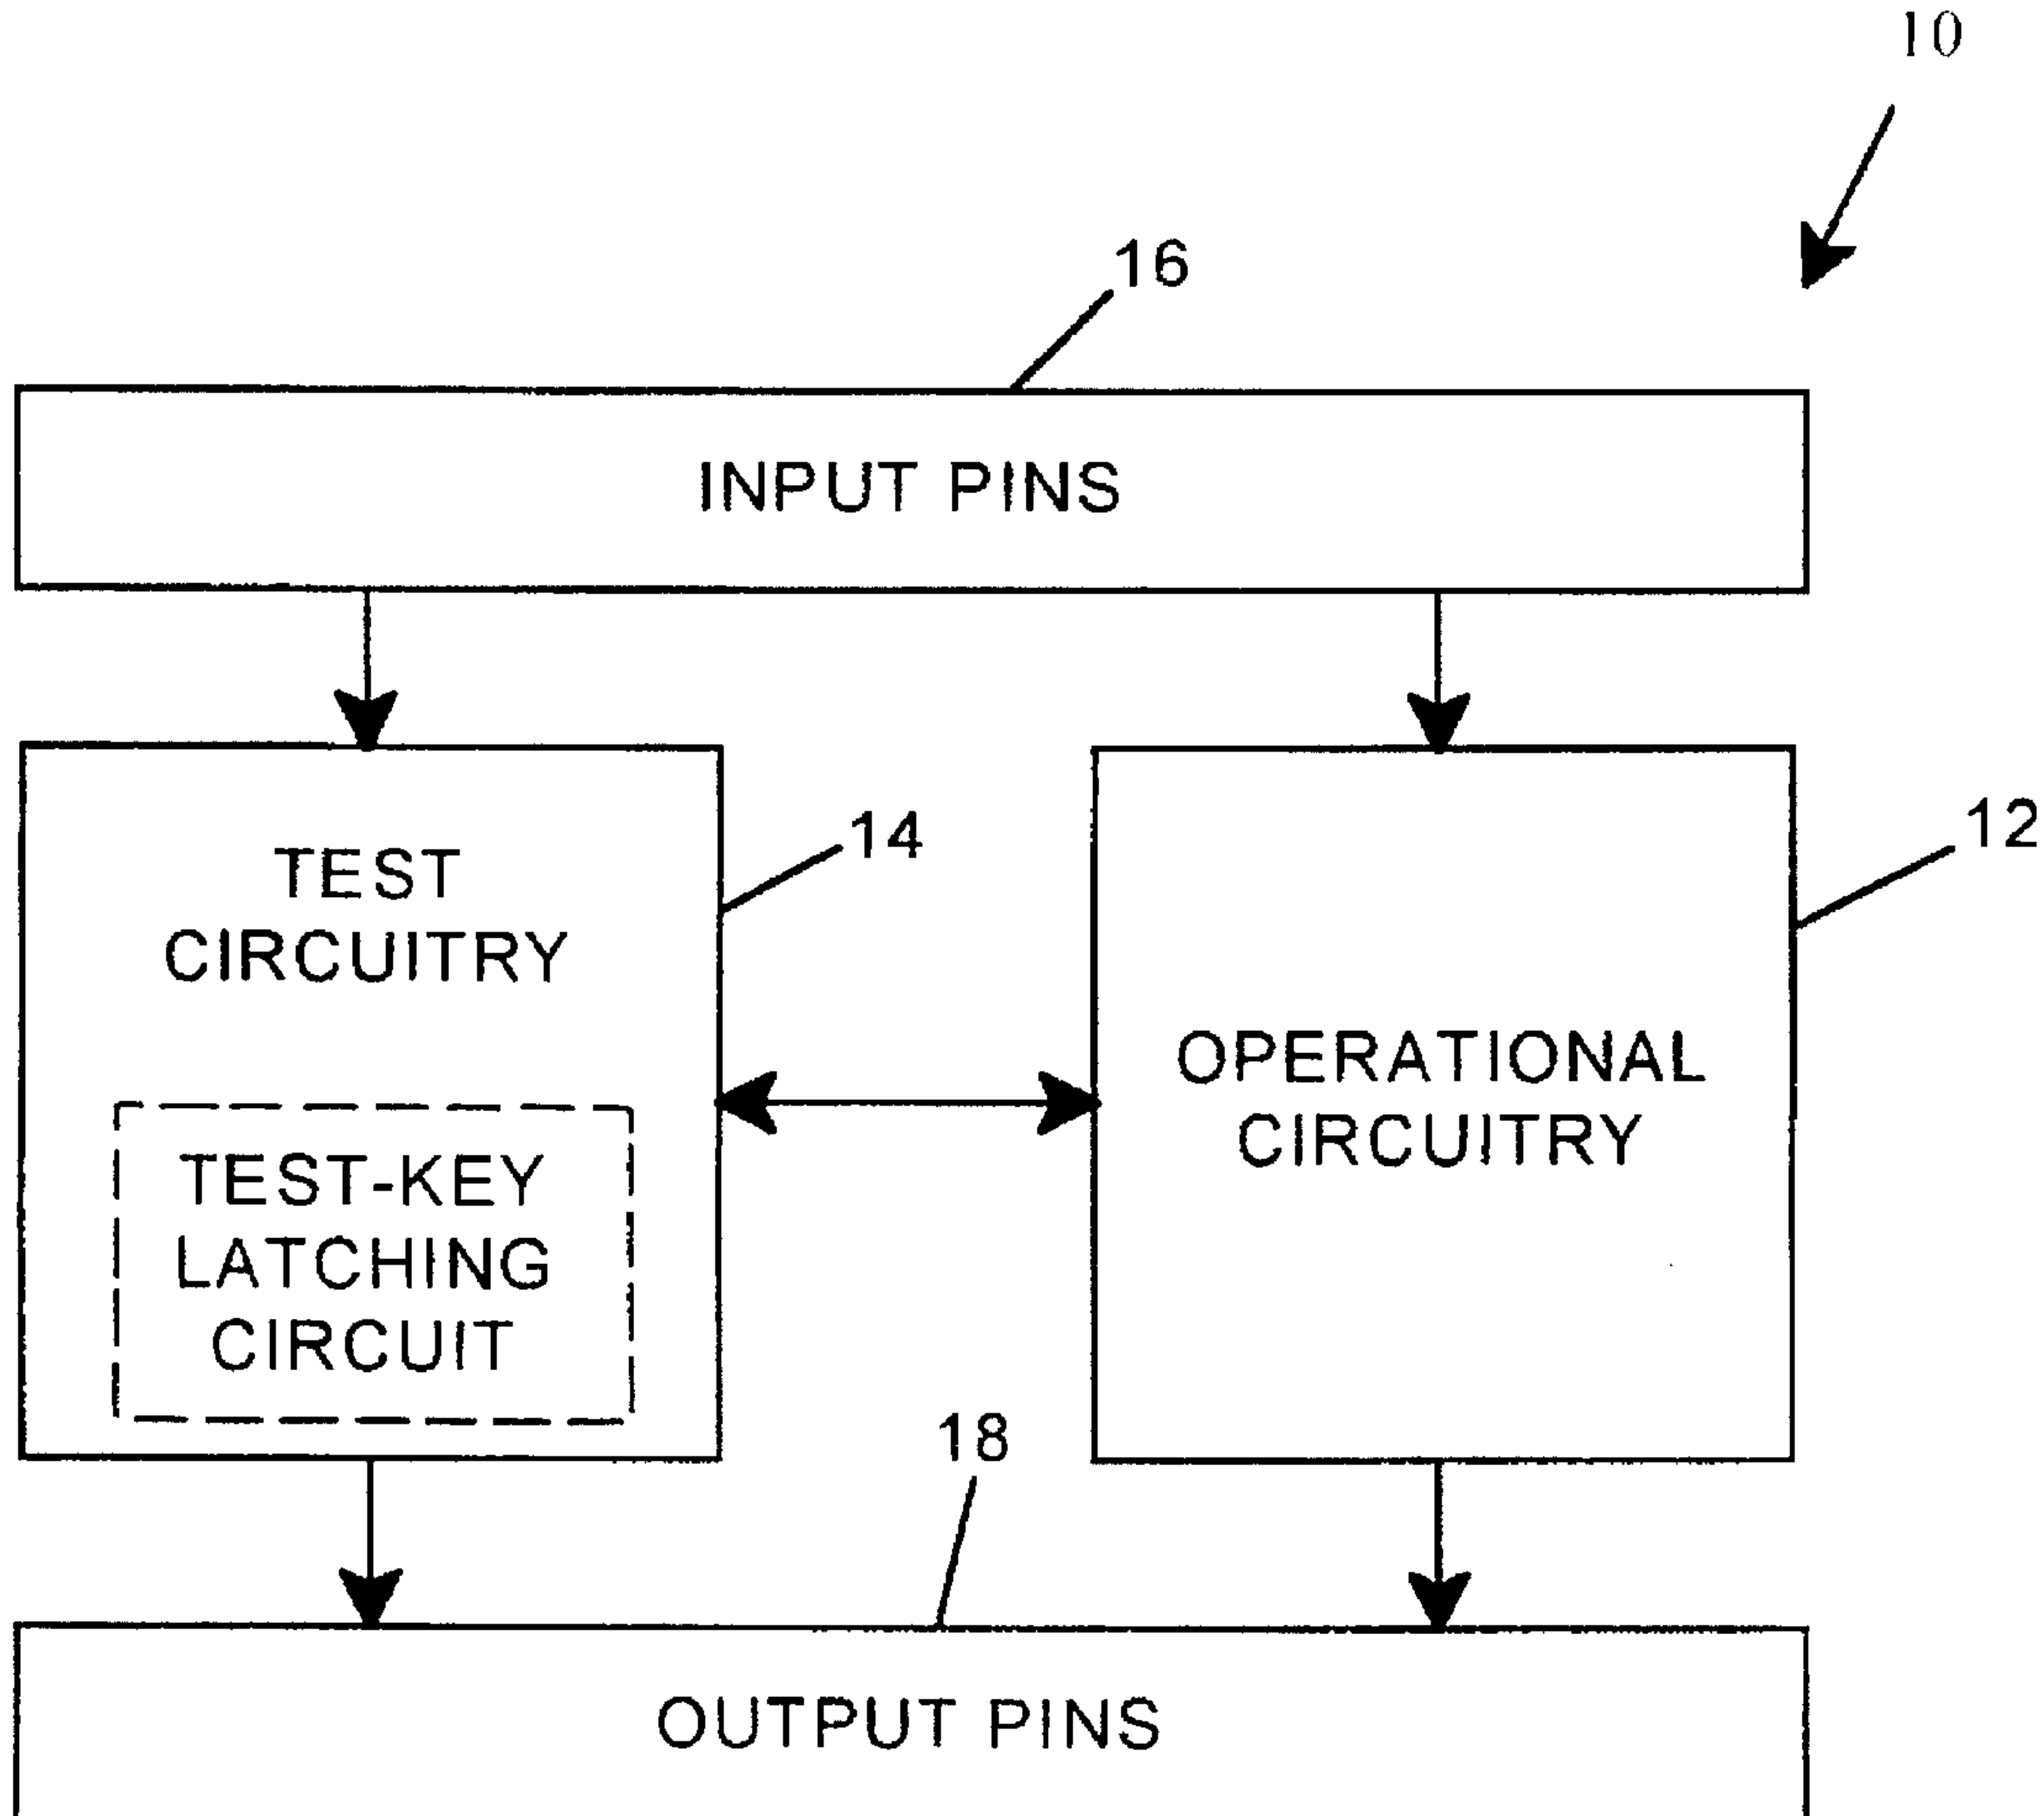 10
16
INPUT PINS
14
12
TEST
CIRCUITRY
OPERATIONAL
CIRCUITRY
TEST-KEY
LATCHING
CIRCUIT
18
OUTPUT PINS